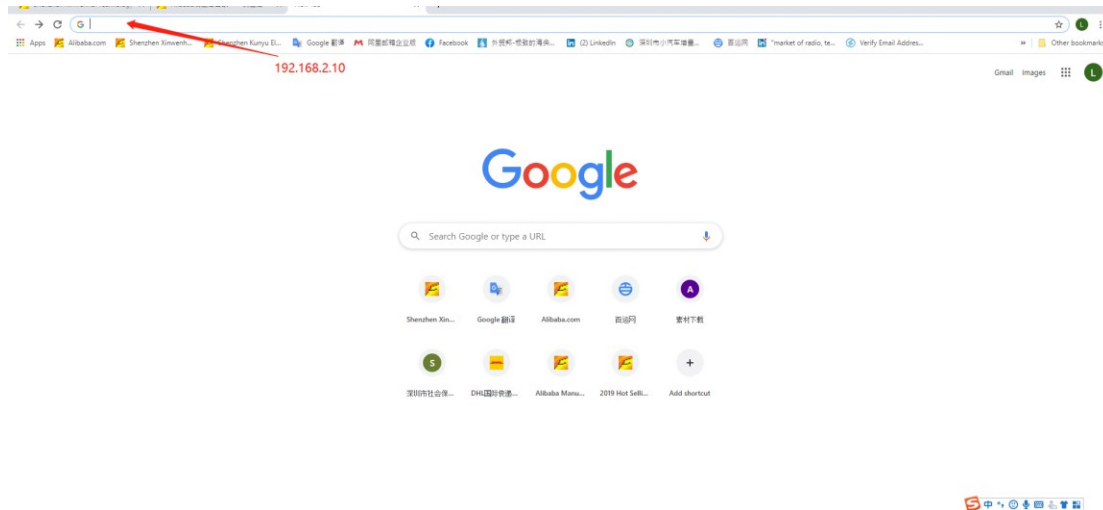 G
Apps Alibaba.com Shenzhen Xinwenh... Shenzhen Kunyu El... Google 翻译 阿里邮箱企业版 Facebook (2) LinkedIn 百运网 "market of radio, te... Verify Email Addres... » Other bookmarks
192.168.2.10
Gmail Images L
Google
Search Google or type a URL
Shenzhen Xin... Google 翻译 Alibaba.com 百运网 素材下载
深圳市社会保... DHL国际快递... Alibaba Manu... 2019 Hot Selli... Add shortcut
中